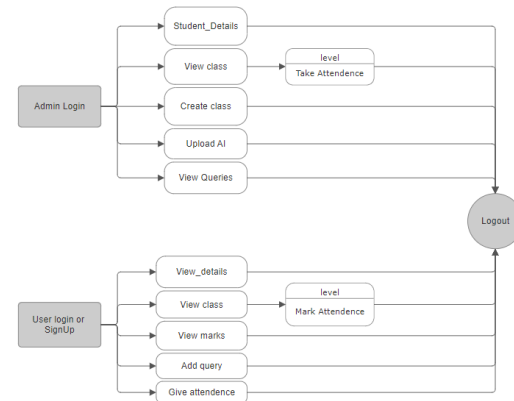 Student_Details
View class
level
Take Attendence
Admin Login
Create class
Upload AI
View Queries
Logout
View_details
View class
level
Mark Attendence
User login or
SignUp
View marks
Add query
Give attendence